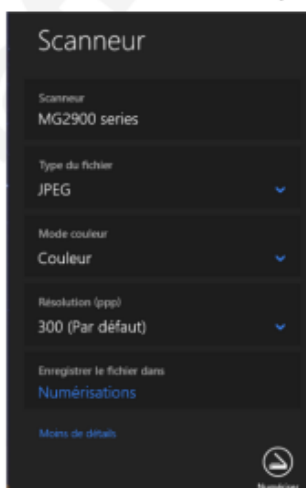 Scanneur
Scanneur
MG2900 series
Type du fichier
JPEG
Mode couleur
Couleur
Résolution (ppp)
300 (Par défaut)
Enregistrer le fichier dans
Numérisations
Moins de détails
Numériser